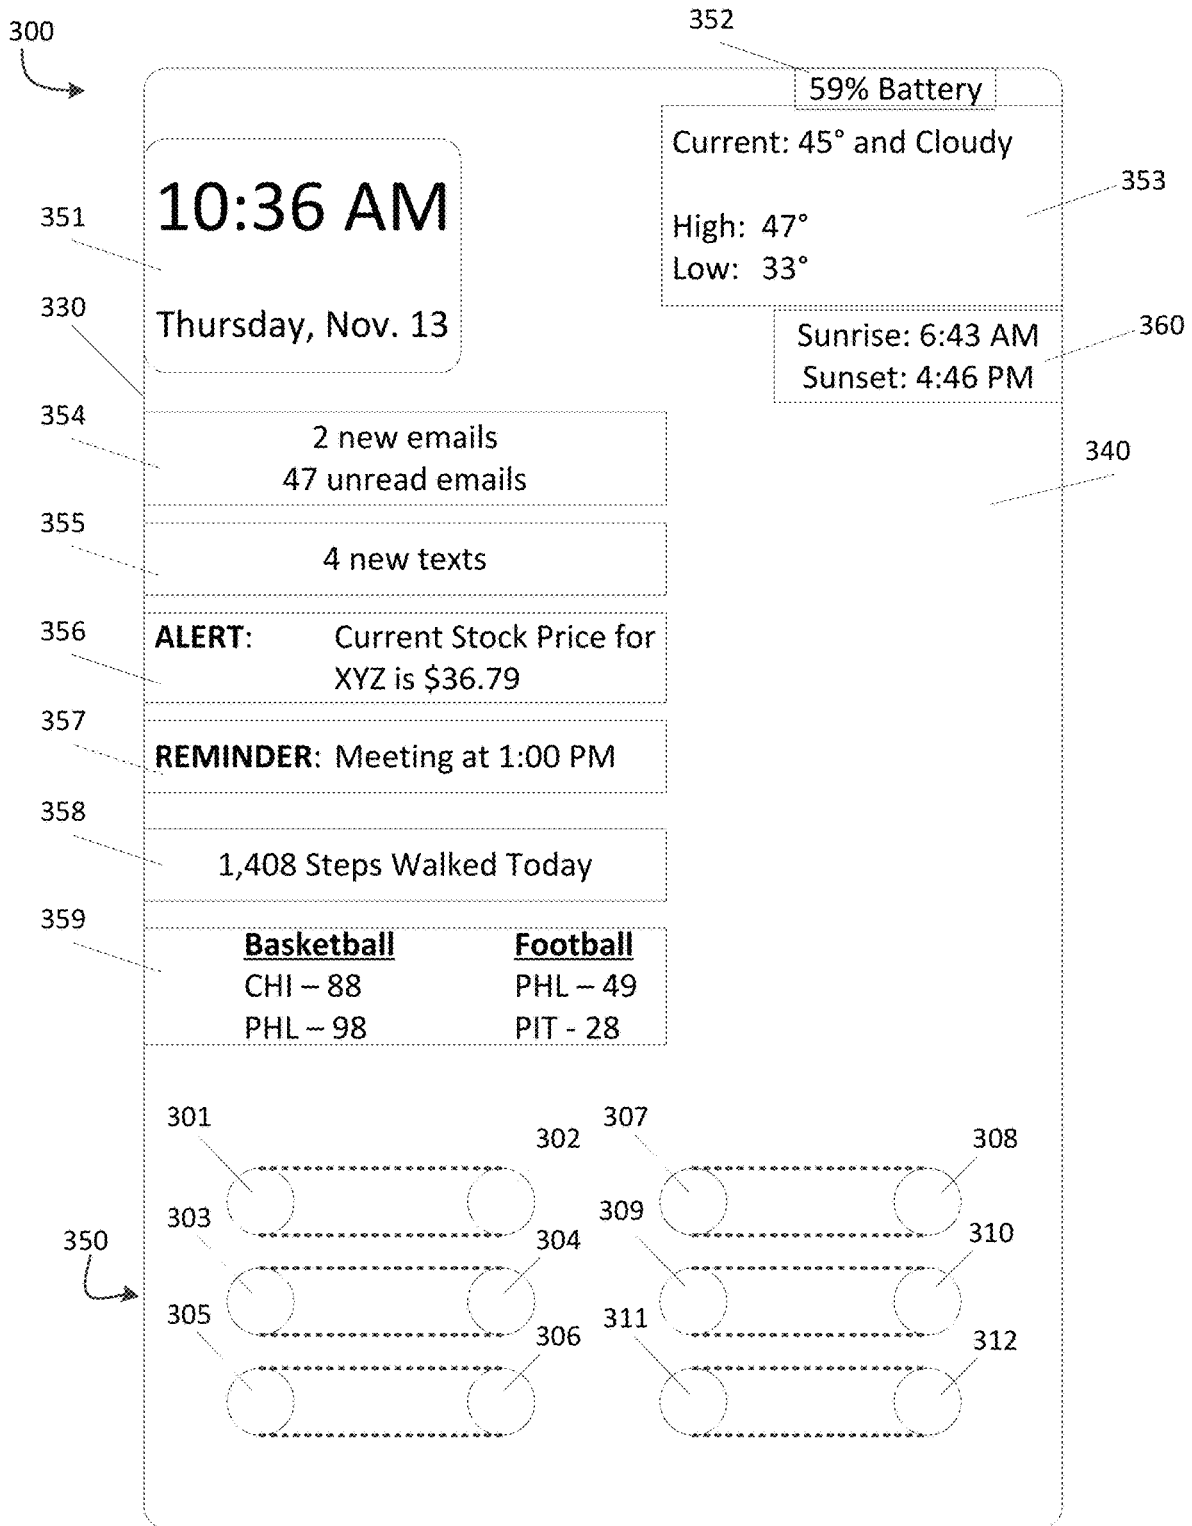 352
300
59% Battery
Current: 45° and Cloudy
353
10:36 AM
351
High: 47°
Low: 33°
330
Thursday, Nov. 13
Sunrise: 6:43 AM
360
Sunset: 4:46 PM
354
2 new emails
47 unread emails
340
355
4 new texts
356
ALERT: Current Stock Price for
XYZ is $36.79
357
REMINDER: Meeting at 1:00 PM
358
1,408 Steps Walked Today
359
Basketball Football
CHI – 88 PHL – 49
PHL – 98 PIT - 28
301 302 307 308
303 304 309 310
350
305 306 311 312